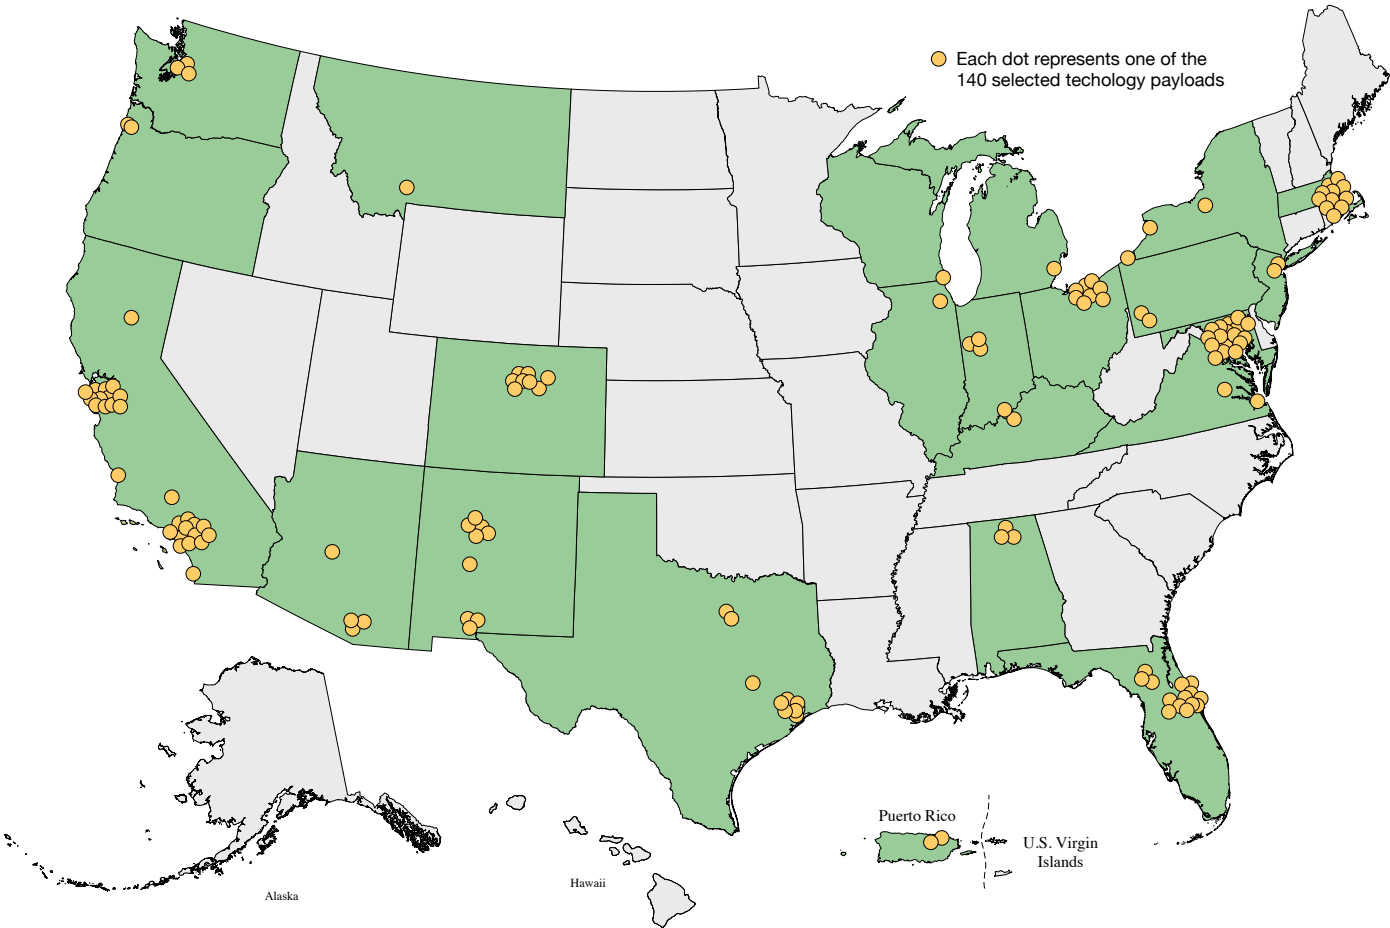 Each dot represents one of the
140 selected techology payloads
Puerto Rico
U.S. Virgin
Islands
Hawaii
Alaska